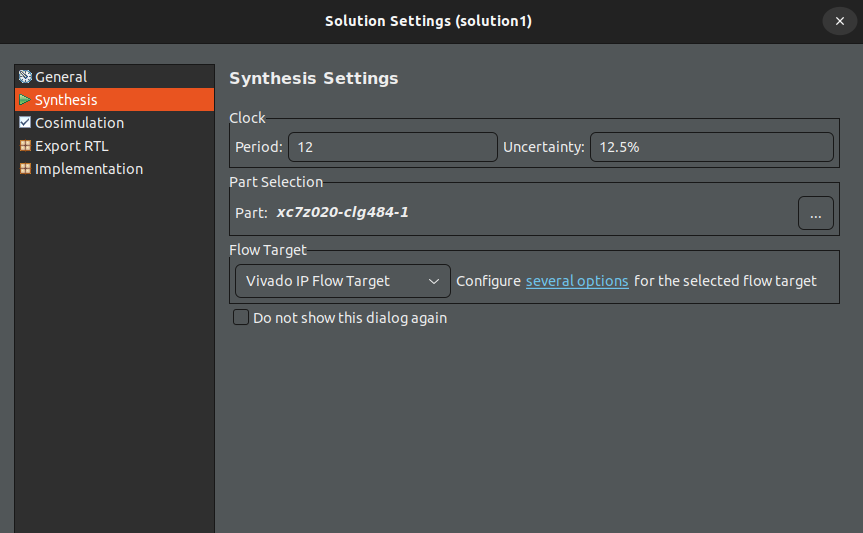 Solution Settings (solution1)
General
Synthesis
Cosimulation
Export RTL
Implementation
Synthesis Settings
Clock
Period: 12 Uncertainty: 12.5%
Part Selection
Part: xc7z020-clg484-1 ...
Flow Target
Vivado IP Flow Target Configure several options for the selected flow target
Do not show this dialog again